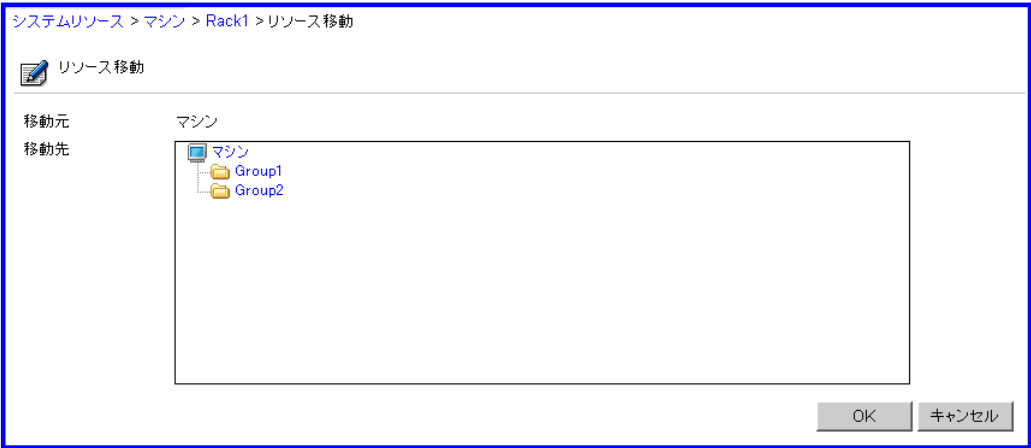 システムリソース > マシン > Rack1 >リソース移動
リソース移動
移動元 マシン
移動先
マシン
Group1
Group2
OK キャンセル